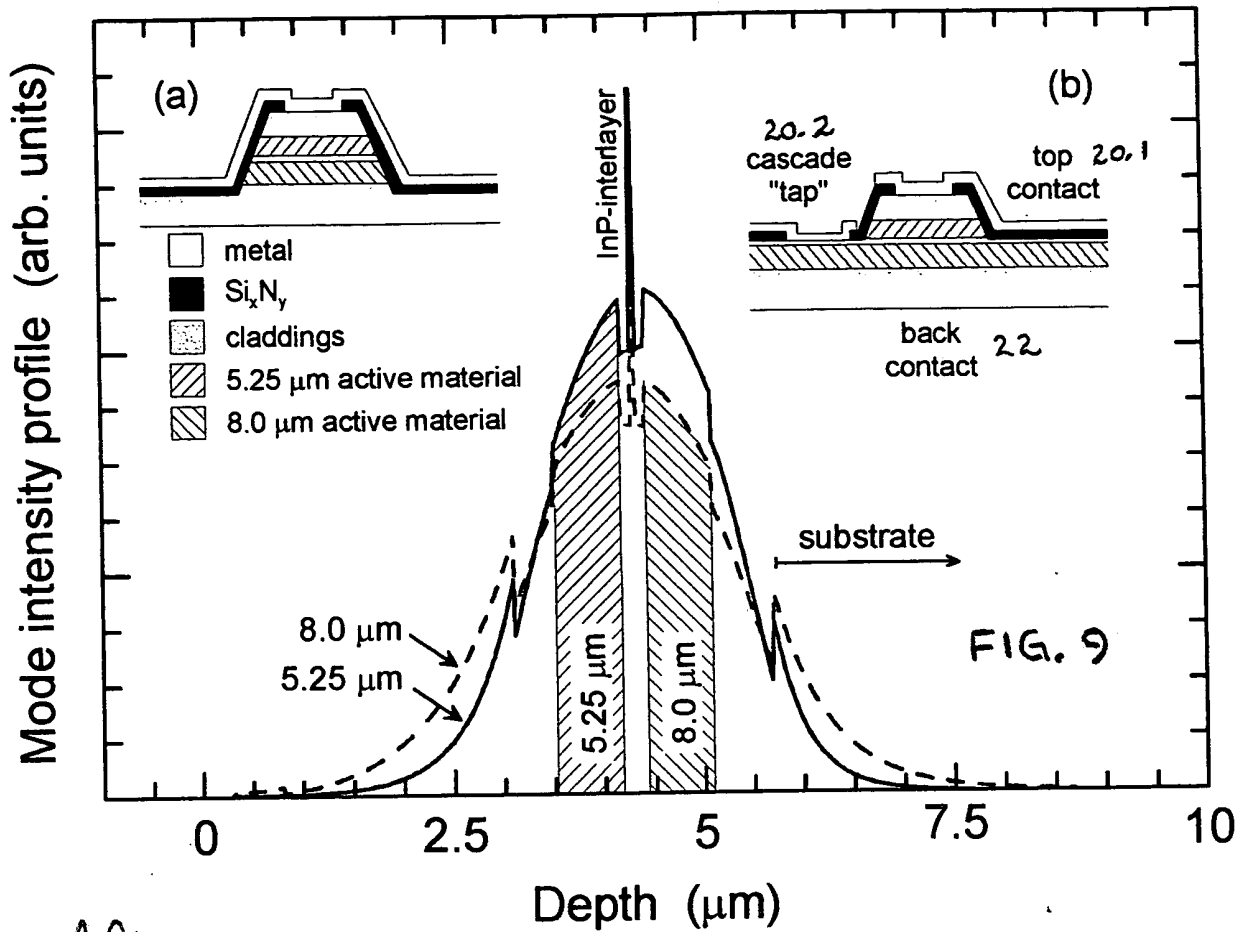 Mode intensity profile (arb. units)
(a)
metal
SixNy
claddings
5.25 μm active material
8.0 μm active material
InP-interlayer
(b)
20.2
cascade
"tap"
top 20.1
contact
back
contact 22
substrate
8.0 μm
5.25 μm
5.25 μm
8.0 μm
FIG. 9
0 2.5 5 7.5 10
Depth (μm)